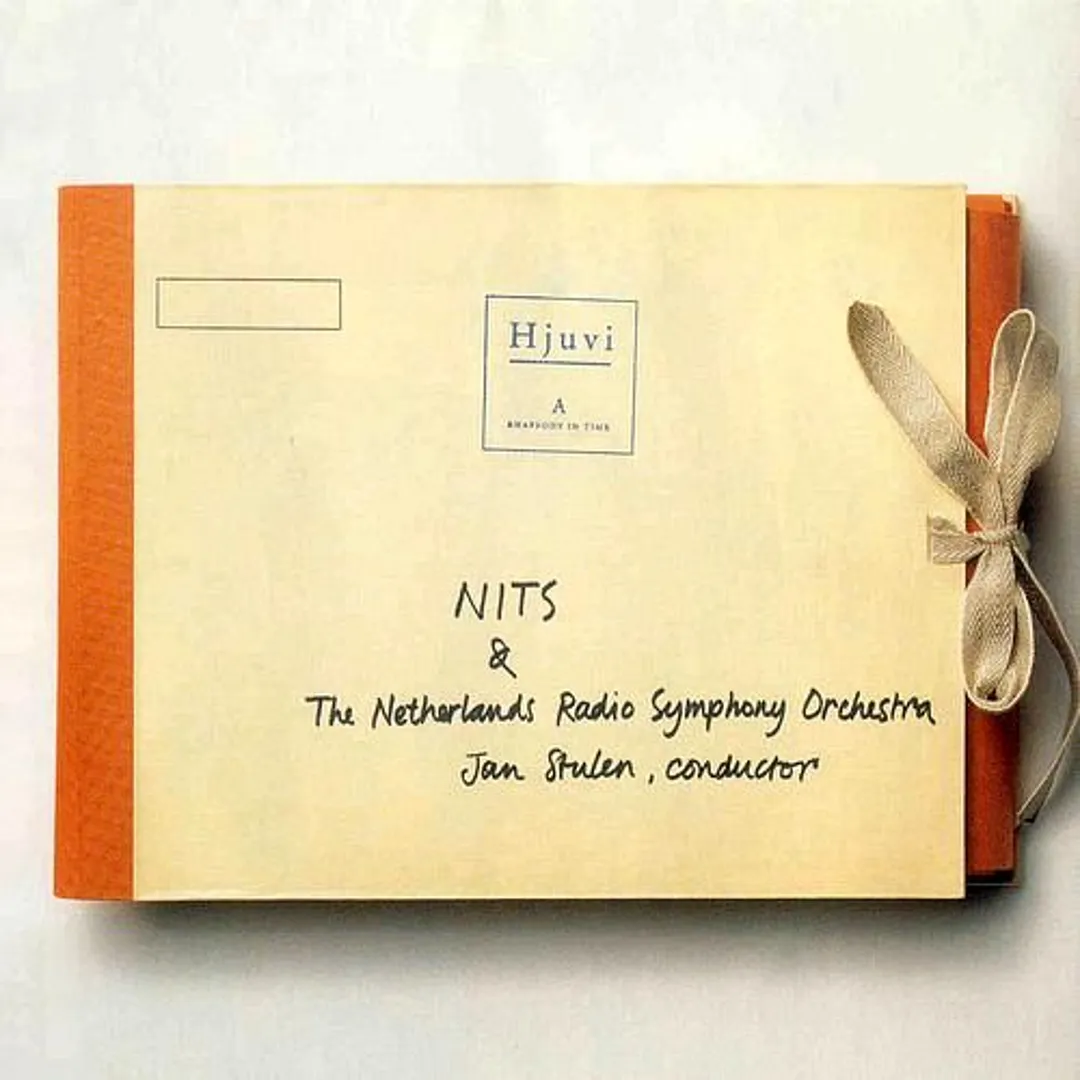 Hjuvi
A
RHAPSODY IN TIME
NITS
&
The Netherlands Radio Symphony Orchestra
Jan Stulen, conductor